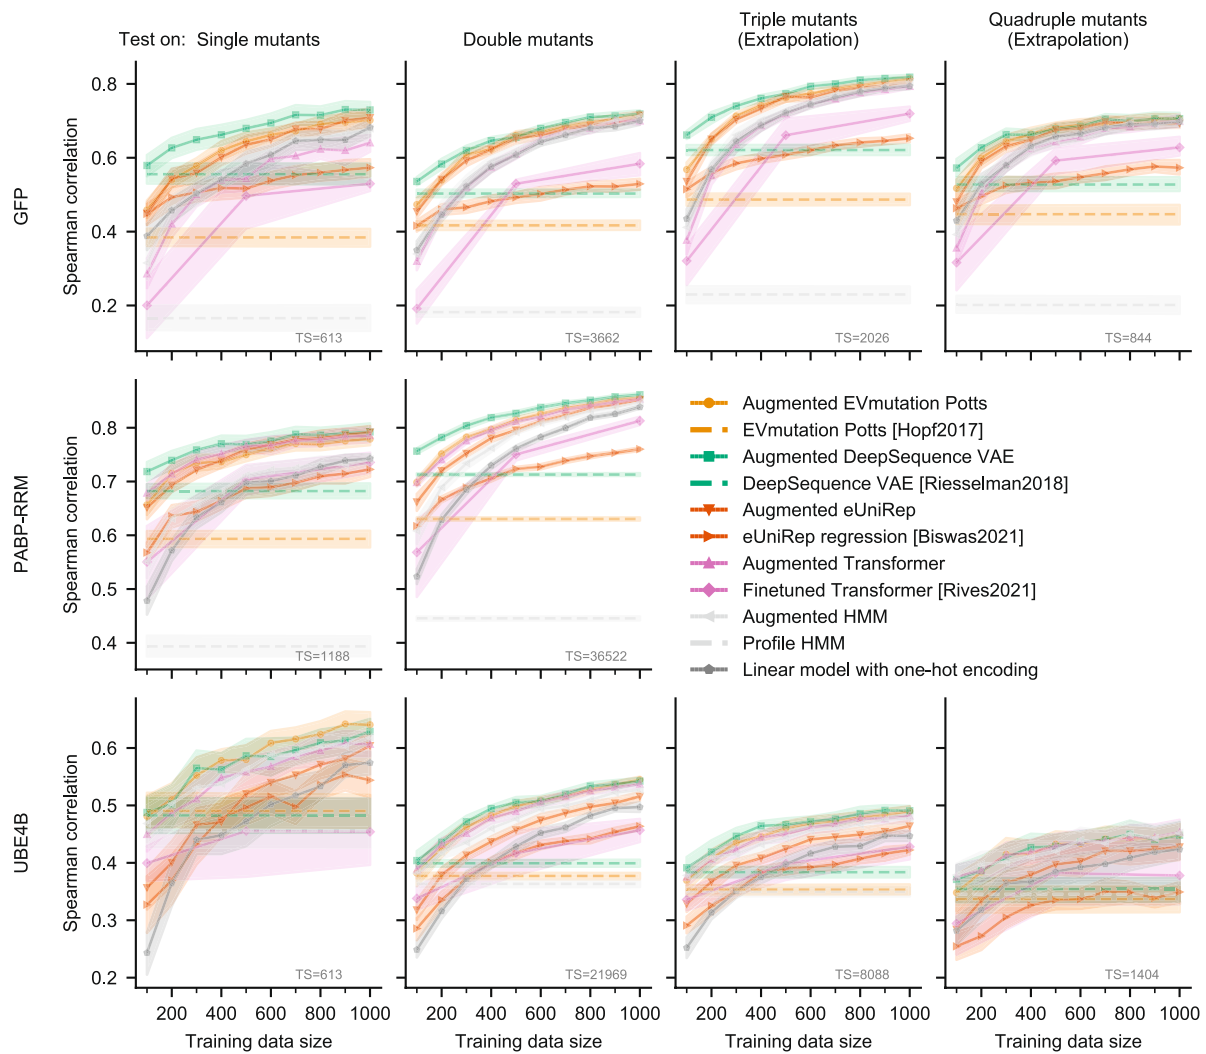 Test on: Single mutants
Double mutants
Triple mutants
(Extrapolation)
Quadruple mutants
(Extrapolation)
GFP
Spearman correlation
0.8
0.6
0.4
0.2
TS=613
TS=3662
TS=2026
TS=844
PABP-RRM
Spearman correlation
0.8
0.7
0.6
0.5
0.4
TS=1188
TS=36522
Augmented EVmutation Potts
EVmutation Potts [Hopf2017]
Augmented DeepSequence VAE
DeepSequence VAE [Riesselman2018]
Augmented eUniRep
eUniRep regression [Biswas2021]
Augmented Transformer
Finetuned Transformer [Rives2021]
Augmented HMM
Profile HMM
Linear model with one-hot encoding
UBE4B
Spearman correlation
0.6
0.5
0.4
0.3
0.2
TS=613
TS=21969
TS=8088
TS=1404
200 400 600 800 1000
200 400 600 800 1000
200 400 600 800 1000
200 400 600 800 1000
Training data size
Training data size
Training data size
Training data size